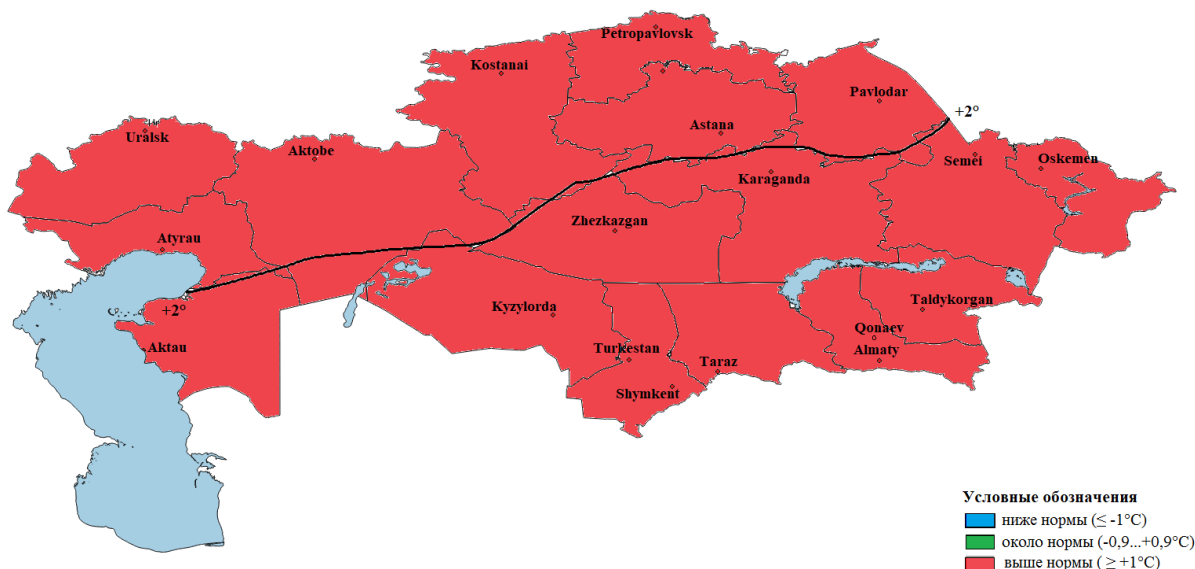 Petropavlovsk
Kostanai
Pavlodar
+2°
Astana
Uralsk
Aktobe
Semei
Oskemen
Karaganda
Zhezkazgan
Atyrau
+2°
Kyzylorda
Taldykorgan
Qonaev
Aktau
Turkestan
Almaty
Taraz
Shymkent
Условные обозначения
ниже нормы (≤ -1°C)
около нормы (-0,9...+0,9°C)
выше нормы ( ≥ +1°C)